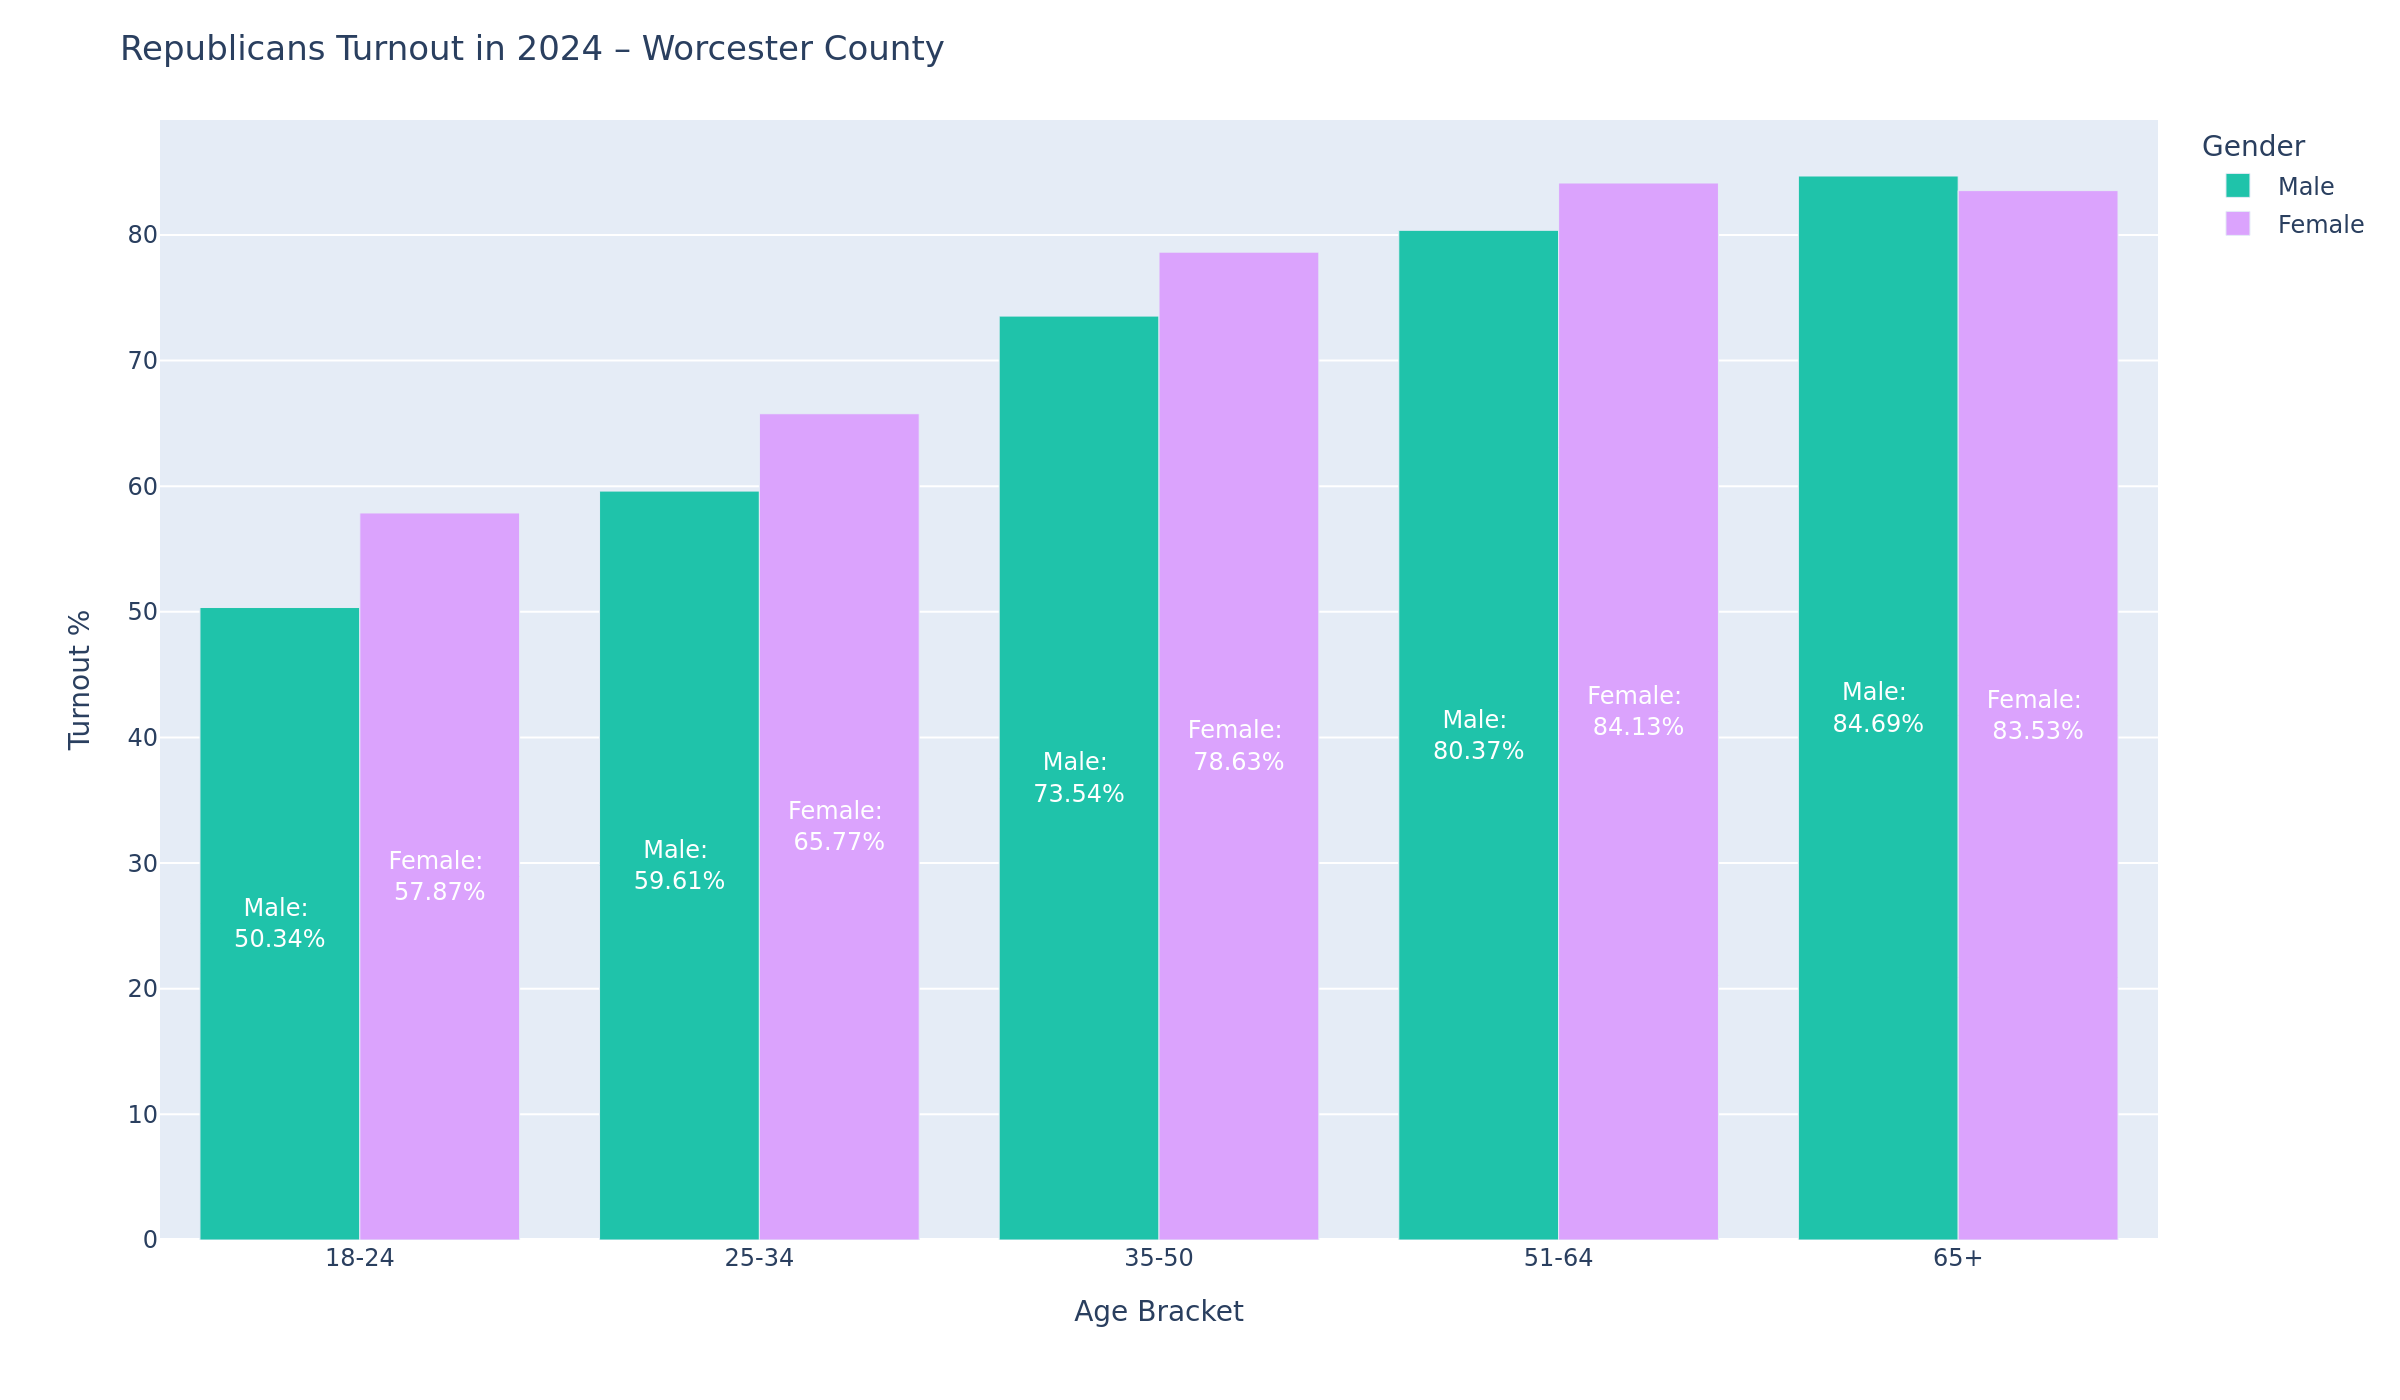 Republicans Turnout in 2024 – Worcester County
Gender
Male
Female
Turnout %
80
70
60
50
40
30
20
10
0
Male:
50.34%
Female:
57.87%
Male:
59.61%
Female:
65.77%
Male:
73.54%
Female:
78.63%
Male:
80.37%
Female:
84.13%
Male:
84.69%
Female:
83.53%
18-24
25-34
35-50
51-64
65+
Age Bracket